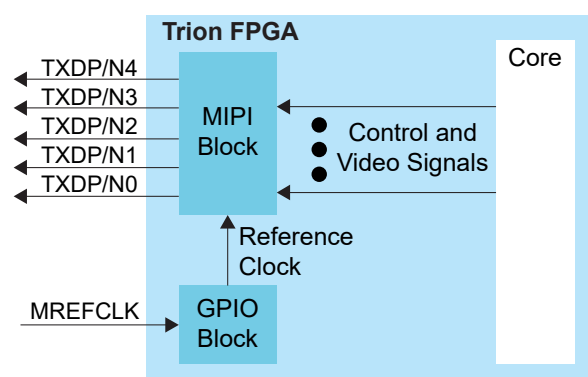 Trion FPGA
Core
TXDP/N4
TXDP/N3
TXDP/N2
TXDP/N1
TXDP/N0
MIPI
Block
Control and
Video Signals
Reference
Clock
MREFCLK
GPIO
Block